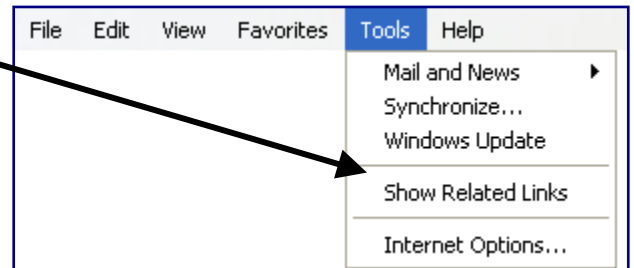 File Edit View Favorites Tools Help
Mail and News
Synchronize...
Windows Update
Show Related Links
Internet Options...